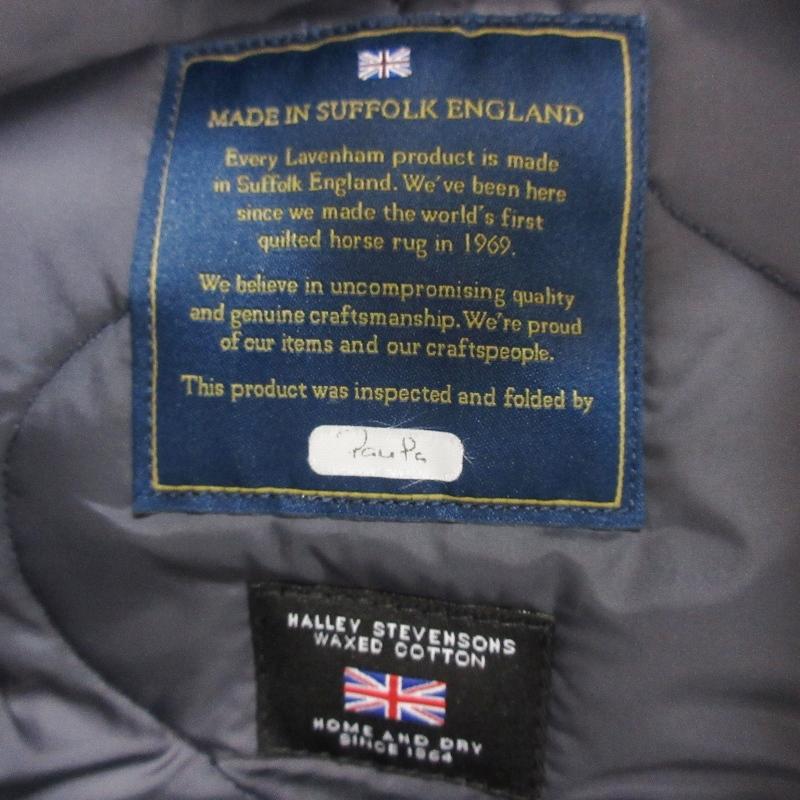 MADE IN SUFFOLK ENGLAND
Every Lavenham product is made
in Suffolk England. We've been here
since we made the world's first
quilted horse rug in 1969.
We believe in uncompromising quality
and genuine craftsmanship. We're proud
of our items and our craftspeople.
This product was inspected and folded by
HALLEY STEVENSONS
WAXED COTTON
HOME AND DRY
SINCE 1864